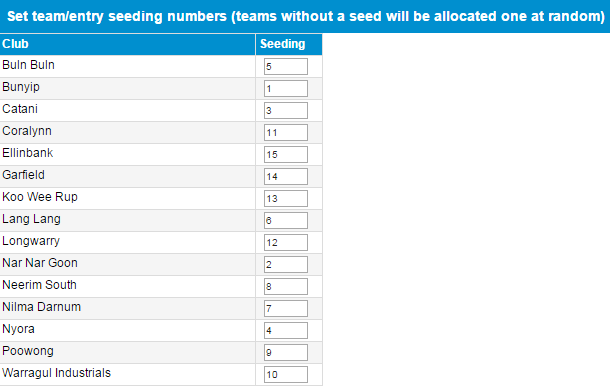 Set team/entry seeding numbers (teams without a seed will be allocated one at random)
Club Seeding
Buln Buln 5
Bunyip 1
Catani 3
Coralynn 11
Ellinbank 15
Garfield 14
Koo Wee Rup 13
Lang Lang 6
Longwarry 12
Nar Nar Goon 2
Neerim South 8
Nilma Darnum 7
Nyora 4
Poowong 9
Warragul Industrials 10